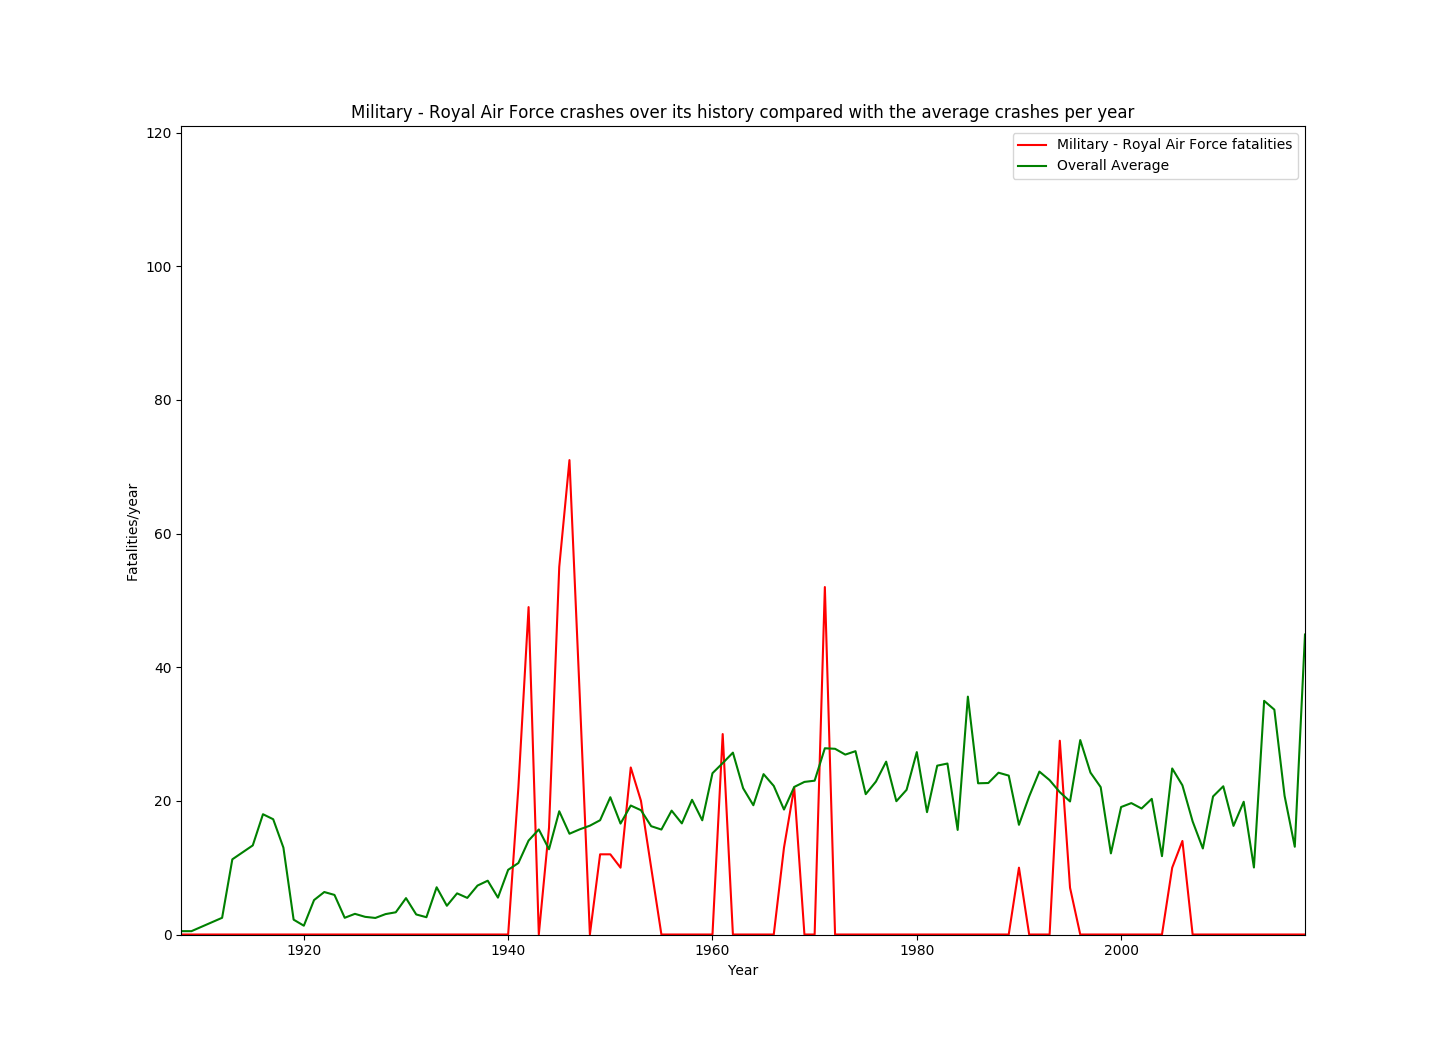 Military - Royal Air Force crashes over its history compared with the average crashes per year
Military - Royal Air Force fatalities
Overall Average
120
100
80
60
40
20
0
Fatalities/year
1920
1940
1960
1980
2000
Year